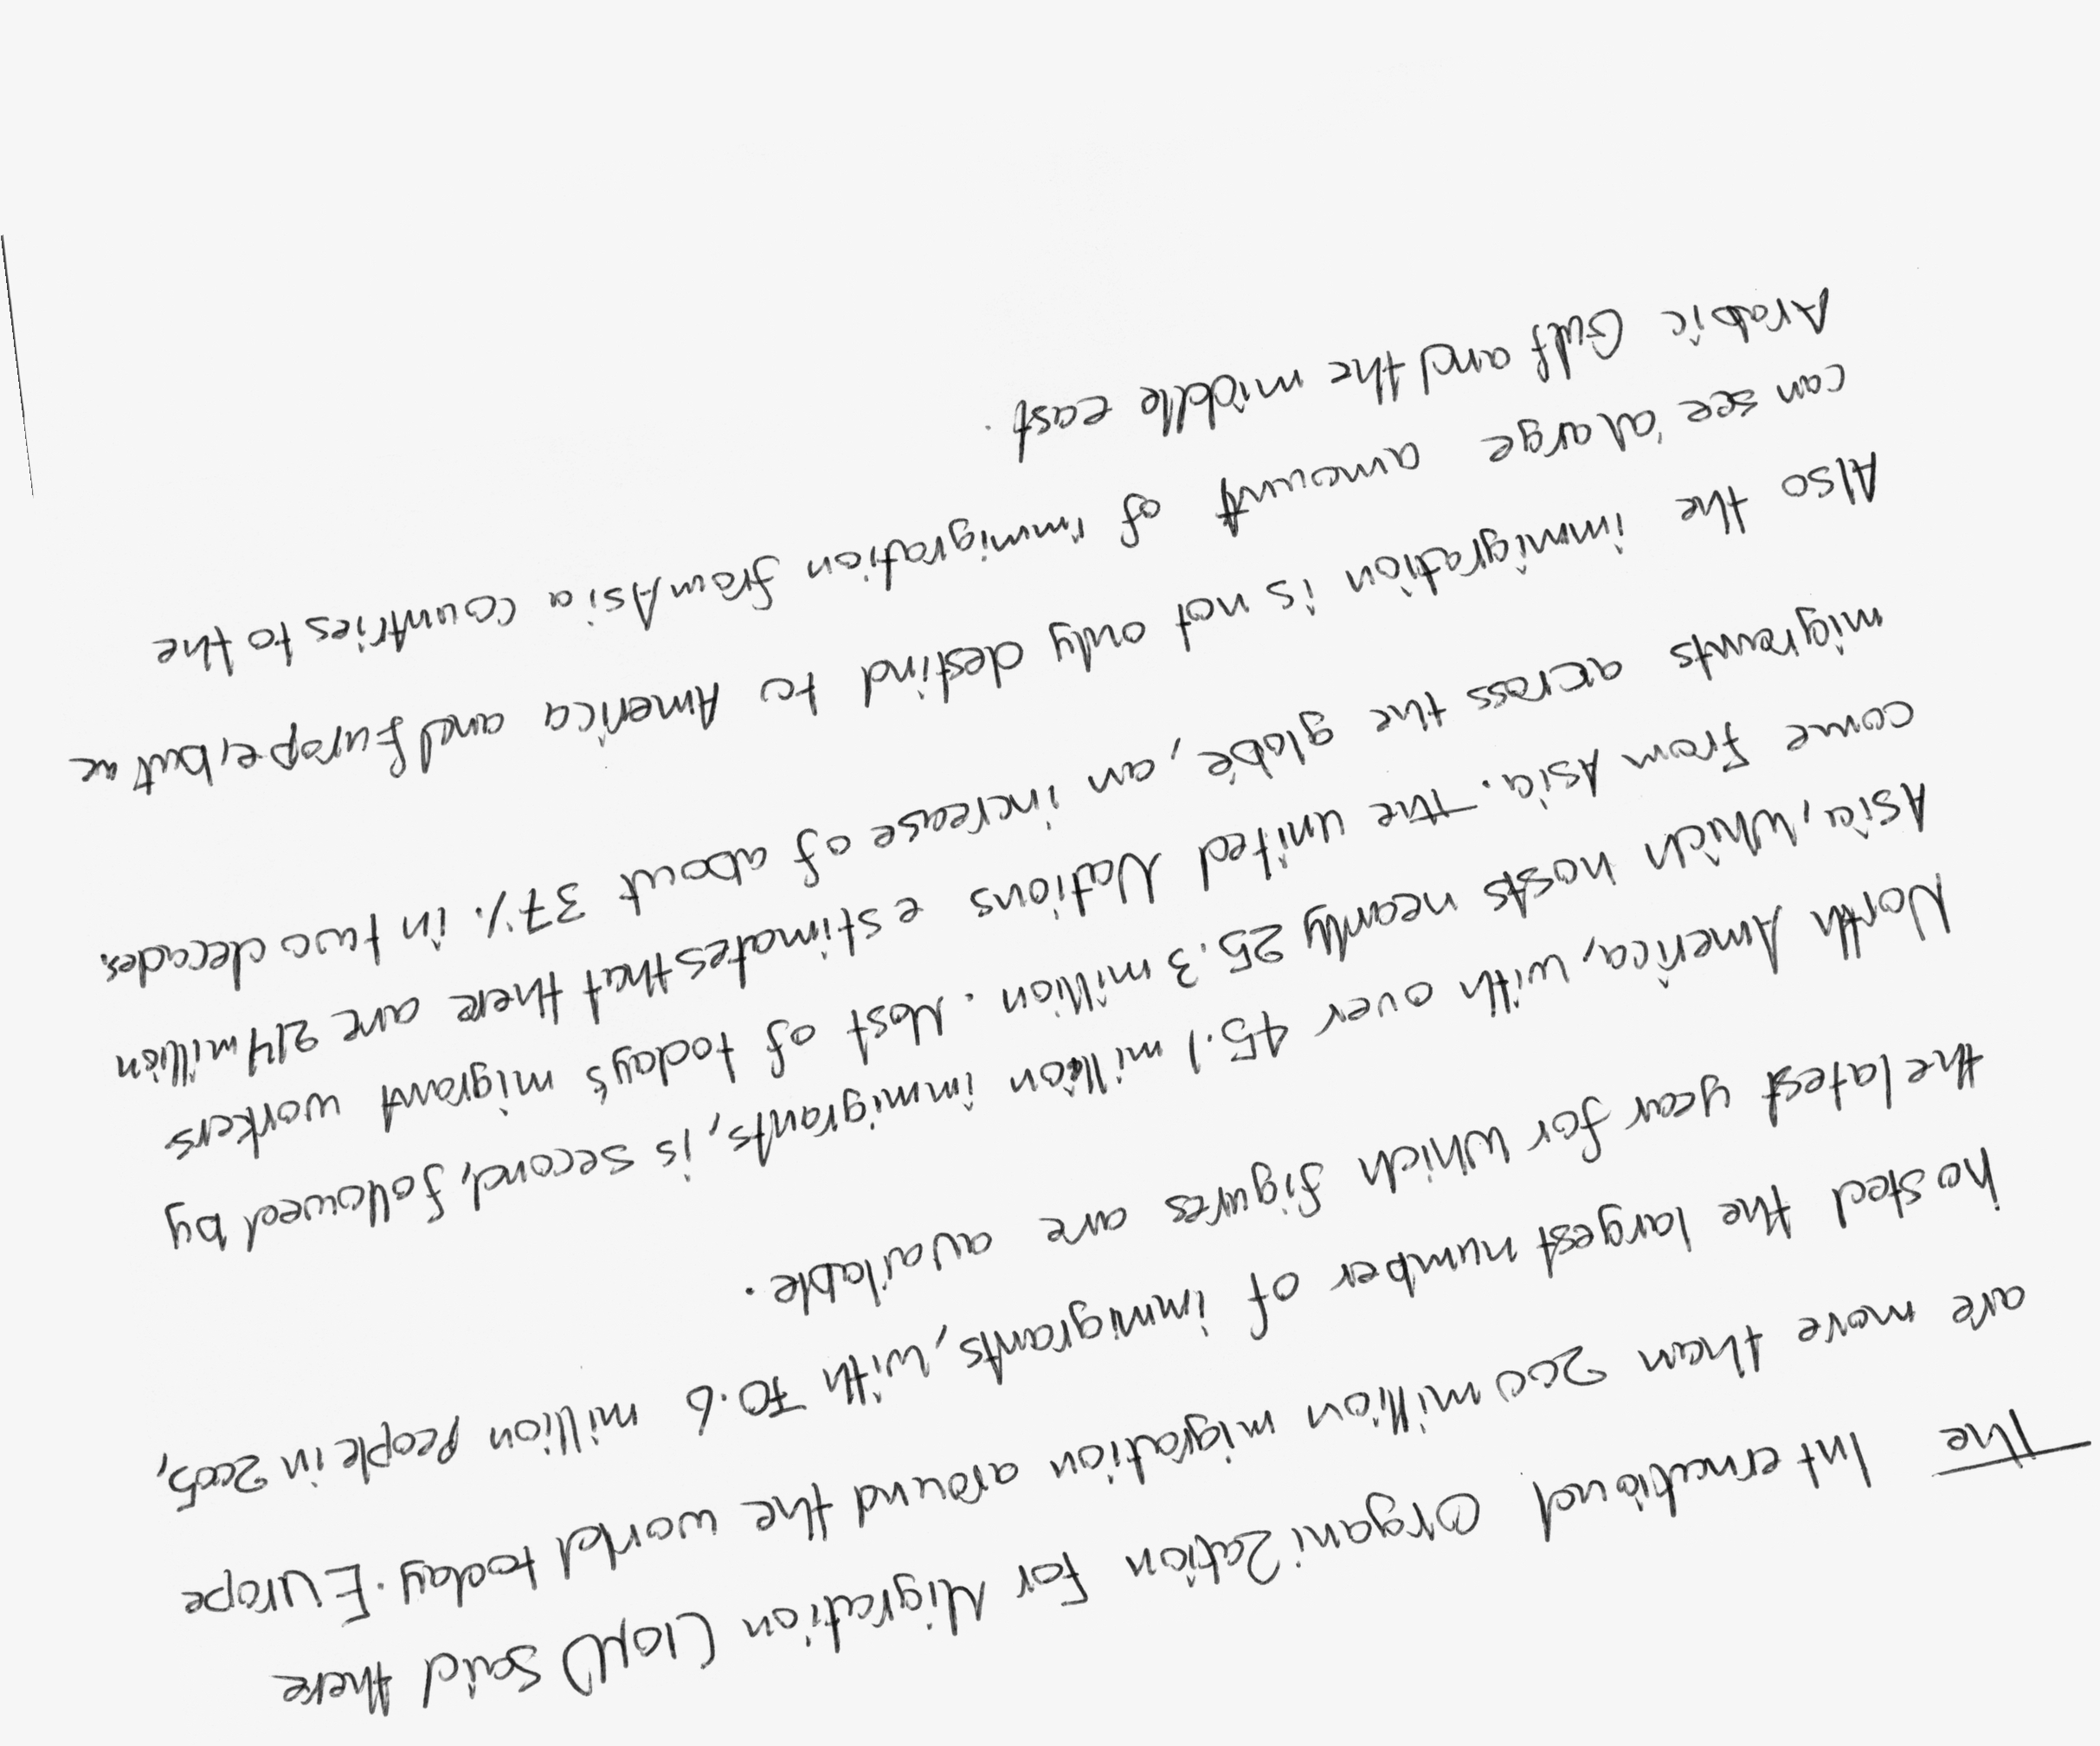 The International Organization for Migration (IOM) said there
are more than 200 million migration around the world today. Europe
hosted the largest number of immigrants, with 70.6 million people in 2005,
the latest year for which figures are available.
North America, with over 45.1 million immigrants, is second, followed by
Asia, which hosts nearly 25.3 million. Most of today's migrant workers
come from Asia. The united Nations estimates that there are 214 million
migrants across the globe, an increase of about 37% in two decades.
Also the immigration is not only destind to America and Europe, but we
can see alarge amount of immigration from Asia countries to the
Arabic Gulf and the middle east.